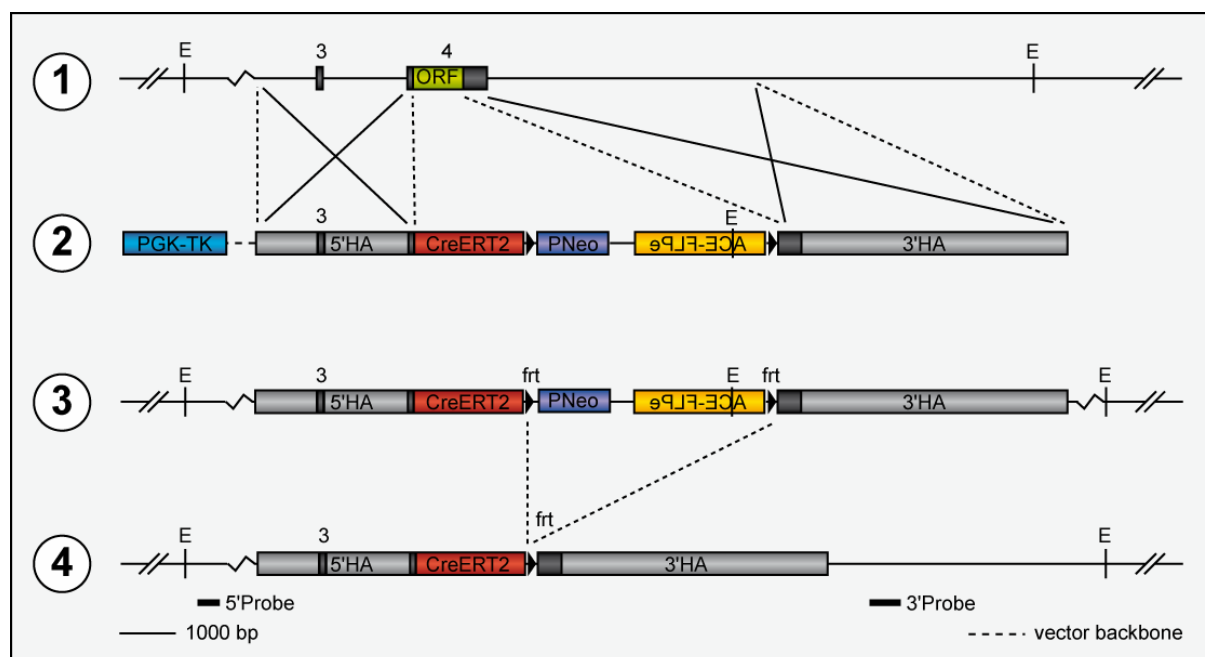 3 4
E E
1 ORF
3 E
2 PGK-TK 5'HA CreERT2 PNeo ACE-FLPe 3'HA
E 3 frt E frt E
3 5'HA CreERT2 PNeo ACE-FLPe 3'HA
frt
E 3 E
4 5'HA CreERT2 3'HA
5'Probe 3'Probe
1000 bp vector backbone